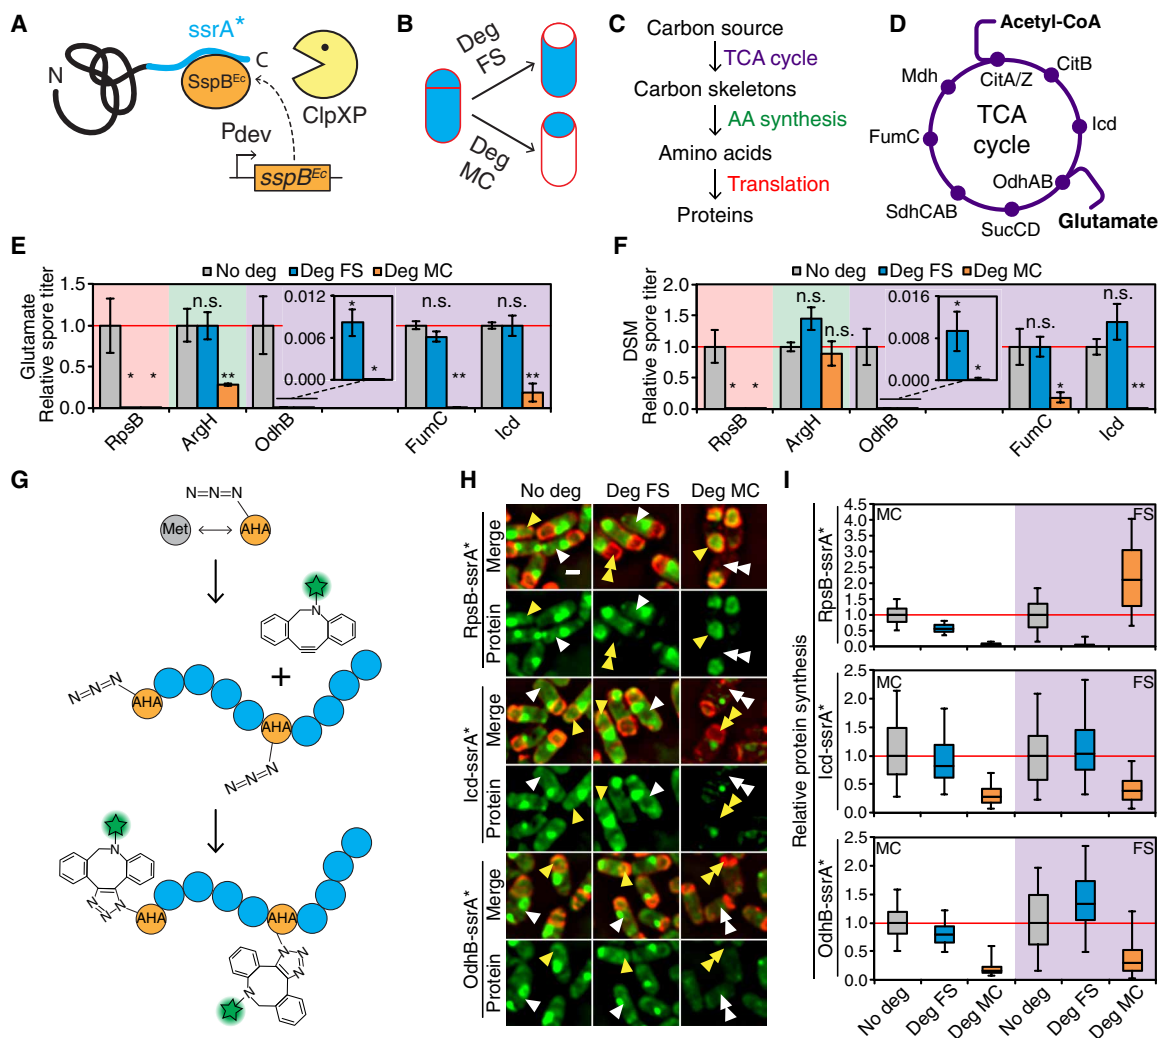 A
ssrA*
N
C
SspBEc
ClpXP
Pdev
sspBEc
B
Deg
FS
Deg
MC
C
Carbon source
TCA cycle
Carbon skeletons
AA synthesis
Amino acids
Translation
Proteins
D
Acetyl-CoA
Mdh
CitA/Z
CitB
TCA
cycle
FumC
Icd
OdhAB
SdhCAB
SucCD
Glutamate
E
No deg
Deg FS
Deg MC
Glutamate
Relative spore titer
1.5
1.0
0.5
0.0
* *
n.s.
**
0.012
0.006
0.000
*
*
n.s.
**
n.s.
**
RpsB
ArgH
OdhB
FumC
Icd
F
No deg
Deg FS
Deg MC
DSM
Relative spore titer
2.0
1.5
1.0
0.5
0.0
* *
n.s.
n.s.
0.016
0.008
0.000
*
*
n.s.
*
n.s.
**
RpsB
ArgH
OdhB
FumC
Icd
G
N=N=N
Met
AHA
N
+
N=N=N
AHA
AHA
N=N=N
N
N
N
N
AHA
AHA
N
N
N
N
H
No deg
Deg FS
Deg MC
RpsB-ssrA*
Merge
Protein
Icd-ssrA*
Merge
Protein
OdhB-ssrA*
Merge
Protein
I
Relative protein synthesis
RpsB-ssrA*
4.5
4.0
3.5
3.0
2.5
2.0
1.5
1.0
0.5
0.0
MC
FS
Icd-ssrA*
2.5
2.0
1.5
1.0
0.5
0.0
MC
FS
OdhB-ssrA*
2.5
2.0
1.5
1.0
0.5
0.0
MC
FS
No deg
Deg FS
Deg MC
No deg
Deg FS
Deg MC